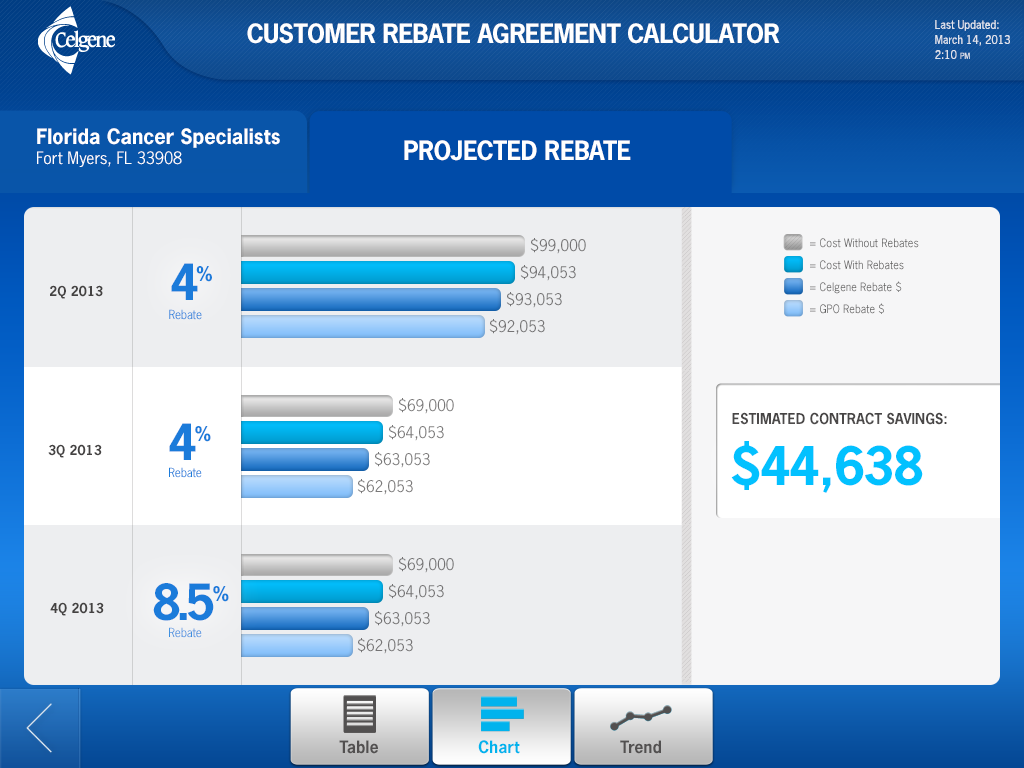 Celgene
CUSTOMER REBATE AGREEMENT CALCULATOR
Last Updated:
March 14, 2013
2:10 PM
Florida Cancer Specialists
Fort Myers, FL 33908
PROJECTED REBATE
2Q 2013
4%
Rebate
$99,000
$94,053
$93,053
$92,053
= Cost Without Rebates
= Cost With Rebates
= Celgene Rebate $
= GPO Rebate $
3Q 2013
4%
Rebate
$69,000
$64,053
$63,053
$62,053
ESTIMATED CONTRACT SAVINGS:
$44,638
4Q 2013
8.5%
Rebate
$69,000
$64,053
$63,053
$62,053
Table
Chart
Trend